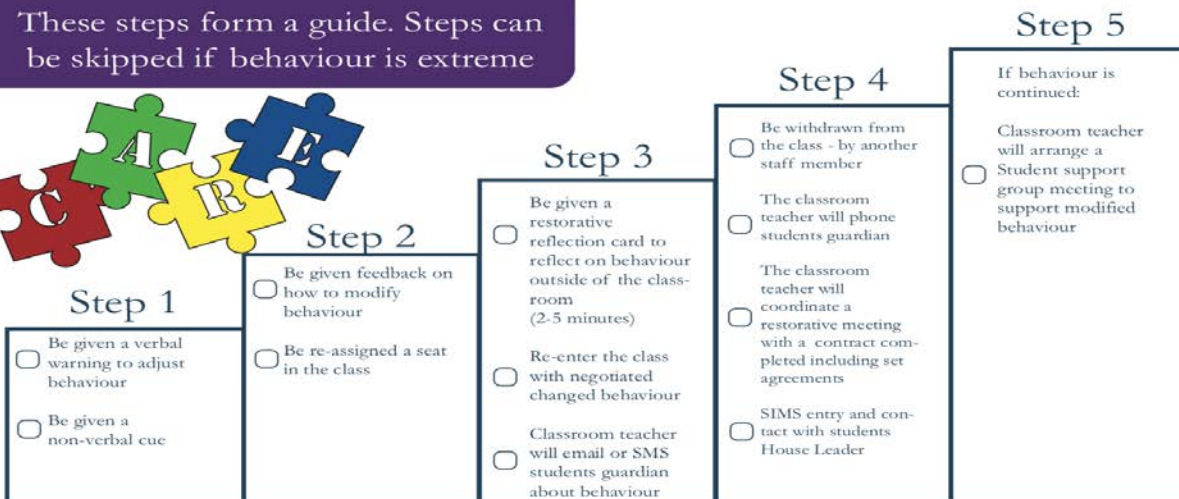 These steps form a guide. Steps can
be skipped if behaviour is extreme
C
A
R
E
Step 1
Be given a verbal
warning to adjust
behaviour
Be given a
non-verbal cue
Step 2
Be given feedback on
how to modify
behaviour
Be re-assigned a seat
in the class
Step 3
Be given a
restorative
reflection card to
reflect on behaviour
outside of the class-
room
(2-5 minutes)
Re-enter the class
with negotiated
changed behaviour
Classroom teacher
will email or SMS
students guardian
about behaviour
Step 4
Be withdrawn from
the class - by another
staff member
The classroom
teacher will phone
students guardian
The classroom
teacher will
coordinate a
restorative meeting
with a contract com-
pleted including set
agreements
SIMS entry and con-
tact with students
House Leader
Step 5
If behaviour is
continued:
Classroom teacher
will arrange a
Student support
group meeting to
support modified
behaviour